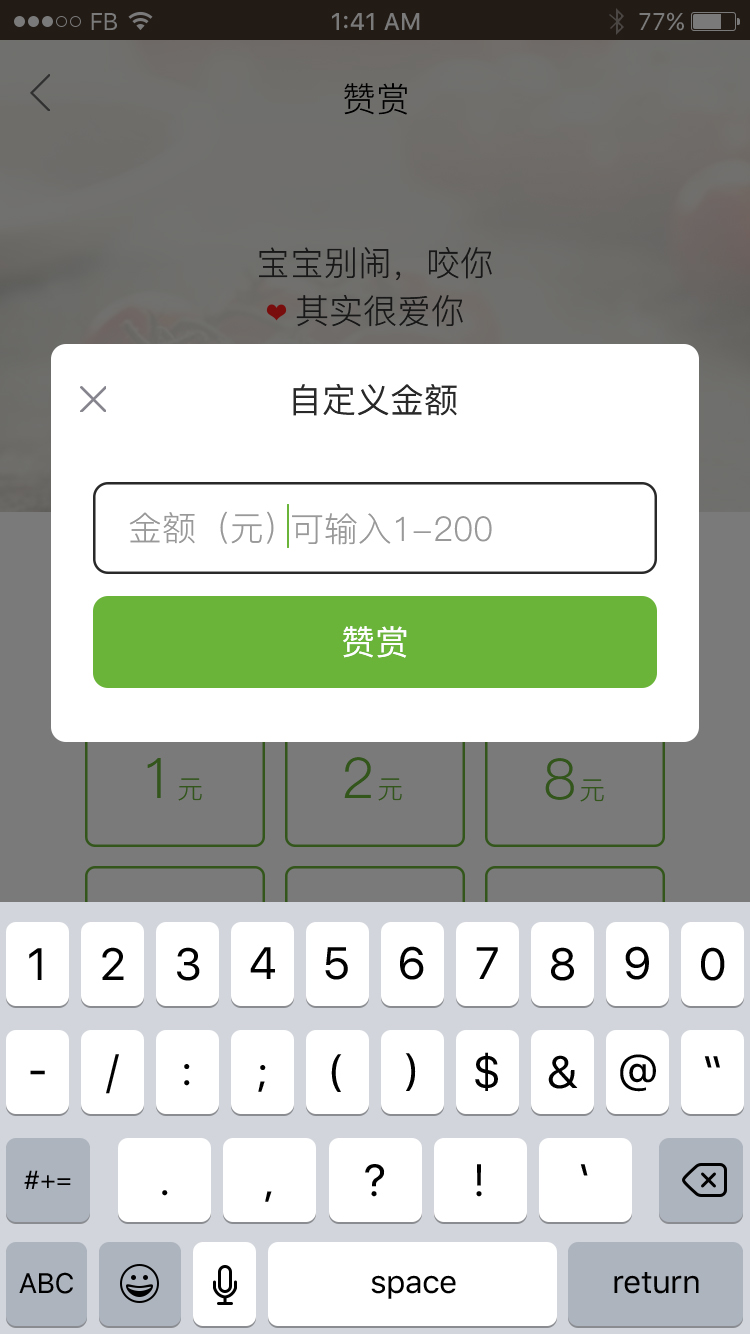 FB 1:41 AM 77%
赞赏
宝宝别闹，咬你
❤其实很爱你
自定义金额
金额（元）可输入1-200
赞赏
1元 2元 8元
1 2 3 4 5 6 7 8 9 0
- / : ; ( ) $ & @ “
#+= . , ? ! ‘
ABC space return